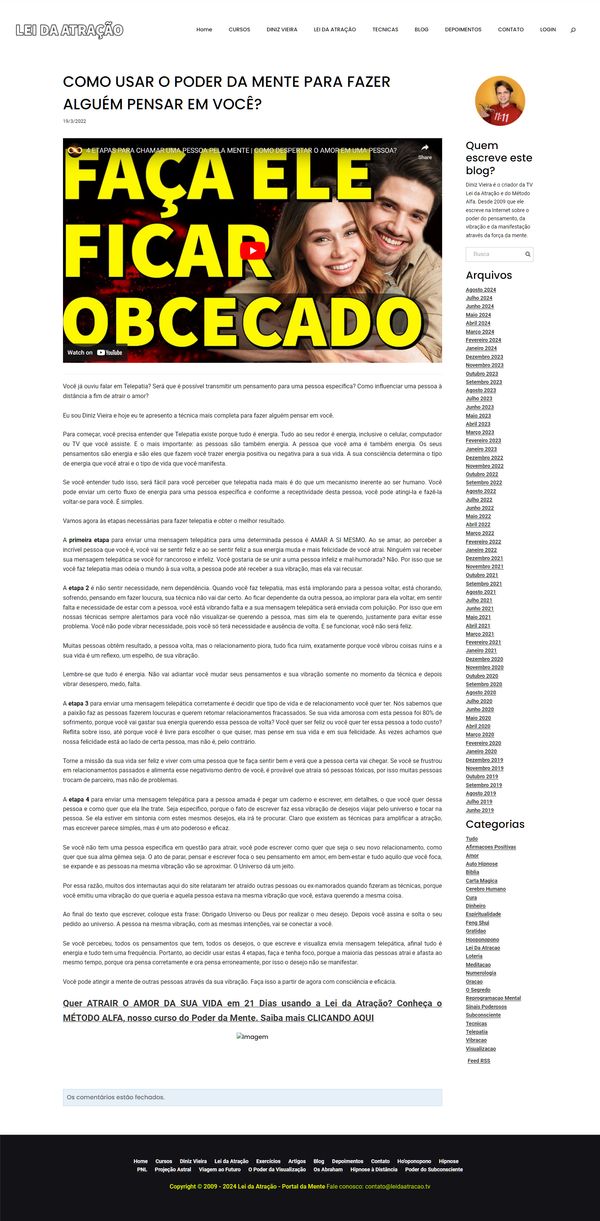 LEI DA ATRAÇÃO
Home CURSOS DINIZ VIEIRA LEI DA ATRAÇÃO TECNICAS BLOG DEPOIMENTOS CONTATO LOGIN
COMO USAR O PODER DA MENTE PARA FAZER
ALGUÉM PENSAR EM VOCÊ?
19/3/2022
4 ETAPAS PARA CHAMAR UMA PESSOA PELA MENTE | COMO DESPERTAR O AMOR EM UMA PESSOA?
Share
FAÇA ELE
FICAR
OBCECADO
Watch on YouTube
Você já ouviu falar em Telepatia? Será que é possível transmitir um pensamento para uma pessoa específica? Como influenciar uma pessoa à
distância a fim de atrair o amor?
Eu sou Diniz Vieira e hoje eu te apresento a técnica mais completa para fazer alguém pensar em você.
Para começar, você precisa entender que Telepatia existe porque tudo é energia. Tudo ao seu redor é energia, inclusive o celular, computador
ou TV que você assiste. E o mais importante: as pessoas são também energia. A pessoa que você ama é também energia. Os seus
pensamentos são energia e são eles que fazem você trazer energia positiva ou negativa para a sua vida. A sua consciência determina o tipo
de energia que você atrai e o tipo de vida que você manifesta.
Se você entender tudo isso, será fácil para você perceber que telepatia nada mais é do que um mecanismo inerente ao ser humano. Você
pode enviar um certo fluxo de energia para uma pessoa específica e conforme a receptividade desta pessoa, você pode atingi-la e fazê-la
voltar-se para você. É simples.
Vamos agora às etapas necessárias para fazer telepatia e obter o melhor resultado.
A primeira etapa para enviar uma mensagem telepática para uma determinada pessoa é AMAR A SI MESMO. Ao se amar, ao perceber a
incrível pessoa que você é, você vai se sentir feliz e ao se sentir feliz a sua energia muda e mais felicidade de você atrai. Ninguém vai receber
sua mensagem telepática se você for rancoroso e infeliz. Você gostaria de se unir a uma pessoa infeliz e mal-humorada? Não. Por isso que se
você faz telepatia mas odeia o mundo à sua volta, a pessoa pode até receber a sua vibração, mas ela vai recusar.
A etapa 2 é não sentir necessidade, nem dependência. Quando você faz telepatia, mas está implorando para a pessoa voltar, está chorando,
sofrendo, pensando em fazer loucura, sua técnica não vai dar certo. Ao ficar dependente da outra pessoa, ao implorar para ela voltar, em sentir
falta e necessidade de estar com a pessoa, você está vibrando falta e a sua mensagem telepática será enviada com poluição. Por isso que em
nossas técnicas sempre alertamos para você não visualizar-se querendo a pessoa, mas sim ela te querendo, justamente para evitar esse
problema. Você não pode vibrar necessidade, pois você só terá necessidade e ausência de volta. E se funcionar, você não será feliz.
Muitas pessoas obtêm resultado, a pessoa volta, mas o relacionamento piora, tudo fica ruim, exatamente porque você vibrou coisas ruins e a
sua vida é um reflexo, um espelho, de sua vibração.
Lembre-se que tudo é energia. Não vai adiantar você mudar seus pensamentos e sua vibração somente no momento da técnica e depois
vibrar desespero, medo, falta.
A etapa 3 para enviar uma mensagem telepática corretamente é decidir que tipo de vida e de relacionamento você quer ter. Nós sabemos que
a paixão faz as pessoas fazerem loucuras e querem retomar relacionamentos fracassados. Se sua vida amorosa com esta pessoa foi 80% de
sofrimento, porque você vai gastar sua energia querendo essa pessoa de volta? Você quer ser feliz ou você quer ter essa pessoa a todo custo?
Reflita sobre isso, até porque você é livre para escolher o que quiser, mas pense em sua vida e em sua felicidade. Às vezes achamos que
nossa felicidade está ao lado de certa pessoa, mas não é, pelo contrário.
Torne a missão da sua vida ser feliz e viver com uma pessoa que te faça sentir bem e verá que a pessoa certa vai chegar. Se você se frustrou
em relacionamentos passados e alimenta esse negativismo dentro de você, é provável que atraia só pessoas tóxicas, por isso muitas pessoas
trocam de parceiro, mas não de problemas.
A etapa 4 para enviar uma mensagem telepática para a pessoa amada é pegar um caderno e escrever, em detalhes, o que você quer dessa
pessoa e como quer que ela lhe trate. Seja específico, porque o fato de escrever faz essa vibração de desejos viajar pelo universo e tocar na
pessoa. Se ela estiver em sintonia com estes mesmos desejos, ela irá te procurar. Claro que existem as técnicas para amplificar a atração,
mas escrever parece simples, mas é um ato poderoso e eficaz.
Se você não tem uma pessoa específica em questão para atrair, você pode escrever como quer que seja o seu novo relacionamento, como
quer que sua alma gêmea seja. O ato de parar, pensar e escrever foca o seu pensamento em amor, em bem-estar e tudo aquilo que você foca,
se expande e as pessoas na mesma vibração vão se aproximar. O Universo dá um jeito.
Por essa razão, muitos dos internautas aqui do site relataram ter atraído outras pessoas ou ex-namorados quando fizeram as técnicas, porque
você emitiu uma vibração do que queria e aquela pessoa estava na mesma vibração que você, estava querendo a mesma coisa.
Ao final do texto que escrever, coloque esta frase: Obrigado Universo ou Deus por realizar o meu desejo. Depois você assina e solta o seu
pedido ao universo. A pessoa na mesma vibração, com as mesmas intenções, vai se conectar a você.
Se você percebeu, todos os pensamentos que tem, todos os desejos, o que escreve e visualiza envia mensagem telepática, afinal tudo é
energia e tudo tem uma frequência. Portanto, ao decidir usar estas 4 etapas, faça e tenha foco, porque a maioria das pessoas atrai e afasta ao
mesmo tempo, porque ora pensa corretamente e ora pensa erroneamente, por isso o desejo não se manifestar.
Você pode atingir a mente de outras pessoas através da sua vibração. Faça isso a partir de agora com consciência e eficácia.
Quer ATRAIR O AMOR DA SUA VIDA em 21 Dias usando a Lei da Atração? Conheça o
MÉTODO ALFA, nosso curso do Poder da Mente. Saiba mais CLICANDO AQUI
Imagem
Os comentários estão fechados.
11:11
Quem
escreve este
blog?
Diniz Vieira é o criador da TV
Lei da Atração e do Método
Alfa. Desde 2009 que ele
escreve na Internet sobre o
poder do pensamento, da
vibração e da manifestação
através da força da mente.
Busca
Arquivos
Agosto 2024
Julho 2024
Junho 2024
Maio 2024
Abril 2024
Março 2024
Fevereiro 2024
Janeiro 2024
Dezembro 2023
Novembro 2023
Outubro 2023
Setembro 2023
Agosto 2023
Julho 2023
Junho 2023
Maio 2023
Abril 2023
Março 2023
Fevereiro 2023
Janeiro 2023
Dezembro 2022
Novembro 2022
Outubro 2022
Setembro 2022
Agosto 2022
Julho 2022
Junho 2022
Maio 2022
Abril 2022
Março 2022
Fevereiro 2022
Janeiro 2022
Dezembro 2021
Novembro 2021
Outubro 2021
Setembro 2021
Agosto 2021
Julho 2021
Junho 2021
Maio 2021
Abril 2021
Março 2021
Fevereiro 2021
Janeiro 2021
Dezembro 2020
Novembro 2020
Outubro 2020
Setembro 2020
Agosto 2020
Julho 2020
Junho 2020
Maio 2020
Abril 2020
Março 2020
Fevereiro 2020
Janeiro 2020
Dezembro 2019
Novembro 2019
Outubro 2019
Setembro 2019
Agosto 2019
Julho 2019
Junho 2019
Categorias
Tudo
Afirmacoes Positivas
Amor
Auto Hipnose
Biblia
Carta Magica
Cerebro Humano
Cura
Dinheiro
Espiritualidade
Feng Shui
Gratidao
Hooponopono
Lei Da Atracao
Loteria
Meditacao
Numerologia
Oracao
O Segredo
Reprogramacao Mental
Sinais Poderosos
Subconsciente
Tecnicas
Telepatia
Vibracao
Visualizacao
Feed RSS
Home Cursos Diniz Vieira Lei da Atração Exercícios Artigos Blog Depoimentos Contato Ho'oponopono Hipnose
PNL Projeção Astral Viagem ao Futuro O Poder da Visualização Os Abraham Hipnose à Distância Poder do Subconsciente
Copyright © 2009 - 2024 Lei da Atração - Portal da Mente Fale conosco: contato@leidaatracao.tv